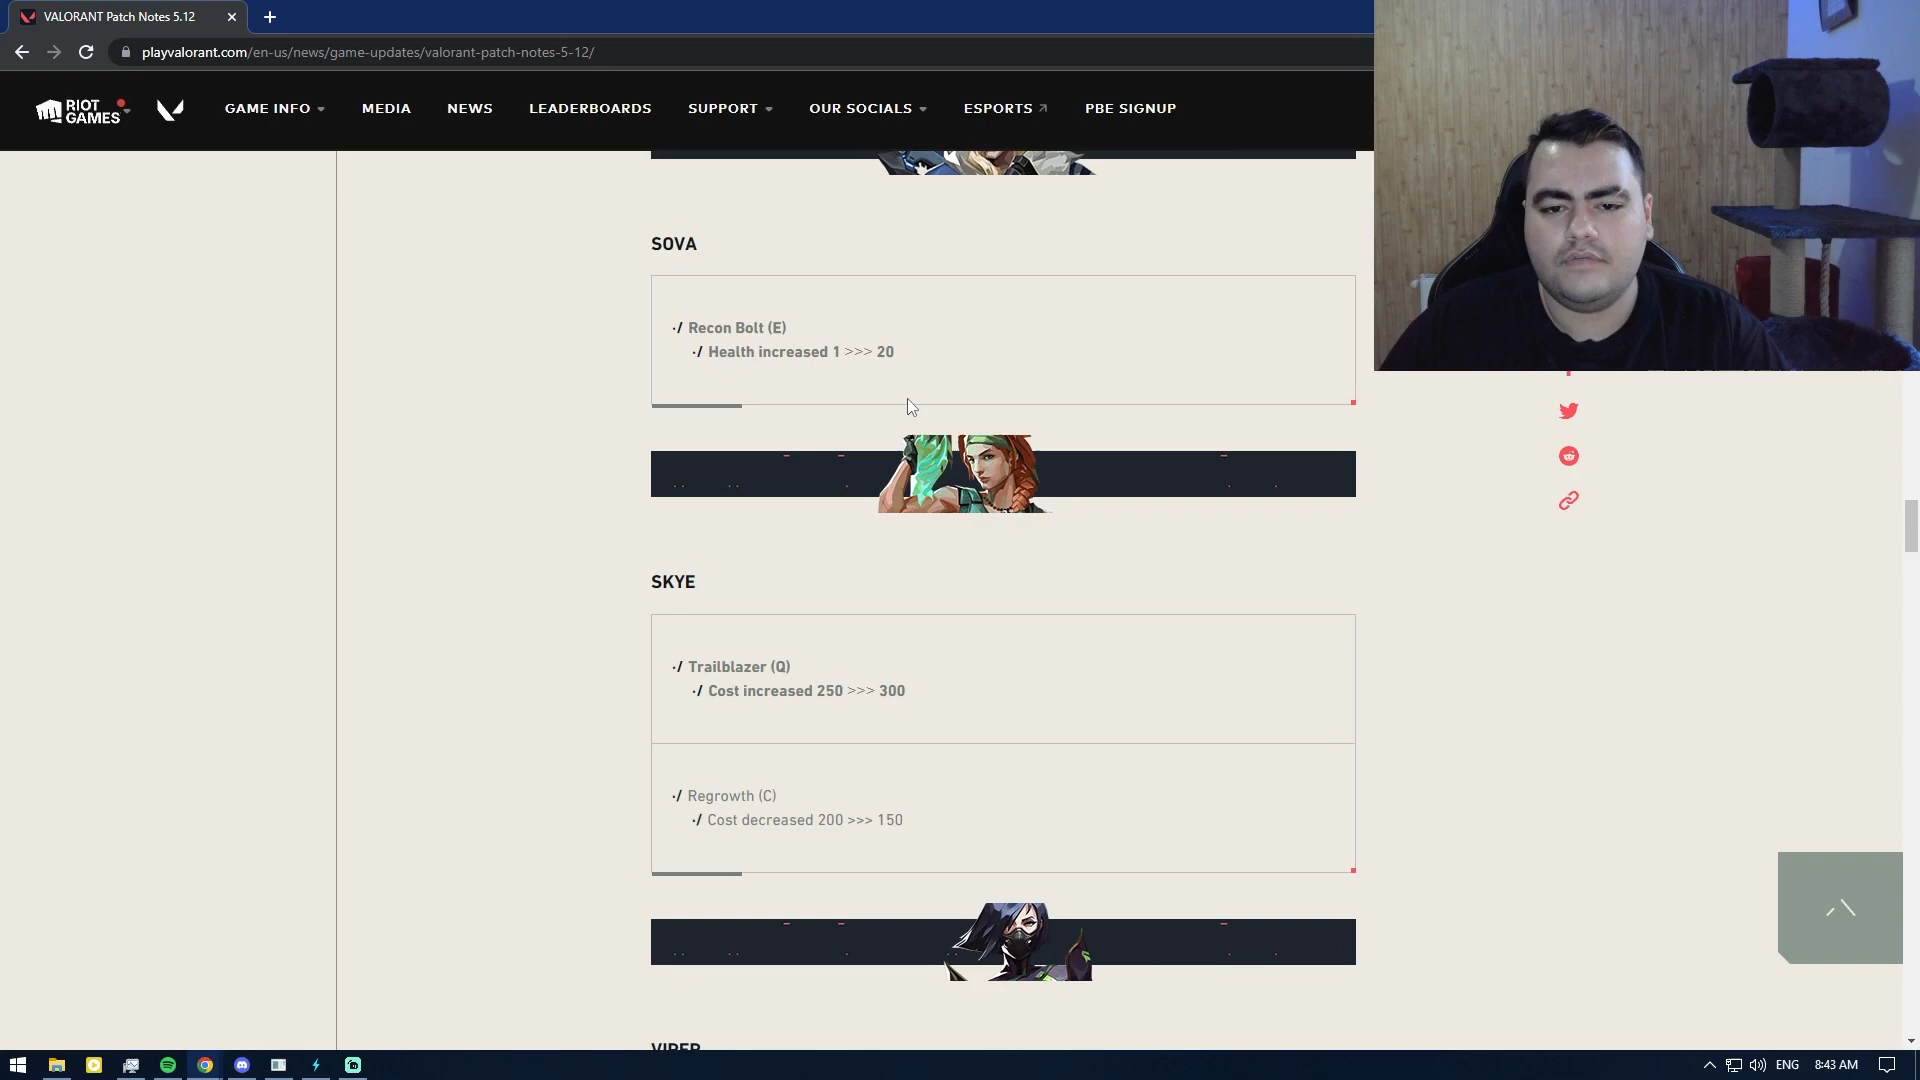 VALORANT Patch Notes 5.12
playvalorant.com/en-us/news/game-updates/valorant-patch-notes-5-12/
RIOT GAMES
GAME INFO
MEDIA
NEWS
LEADERBOARDS
SUPPORT
OUR SOCIALS
ESPORTS
PBE SIGNUP
SOVA
·/ Recon Bolt (E)
·/ Health increased 1 >>> 20
SKYE
·/ Trailblazer (Q)
·/ Cost increased 250 >>> 300
·/ Regrowth (C)
·/ Cost decreased 200 >>> 150
VIPER
ENG
8:43 AM